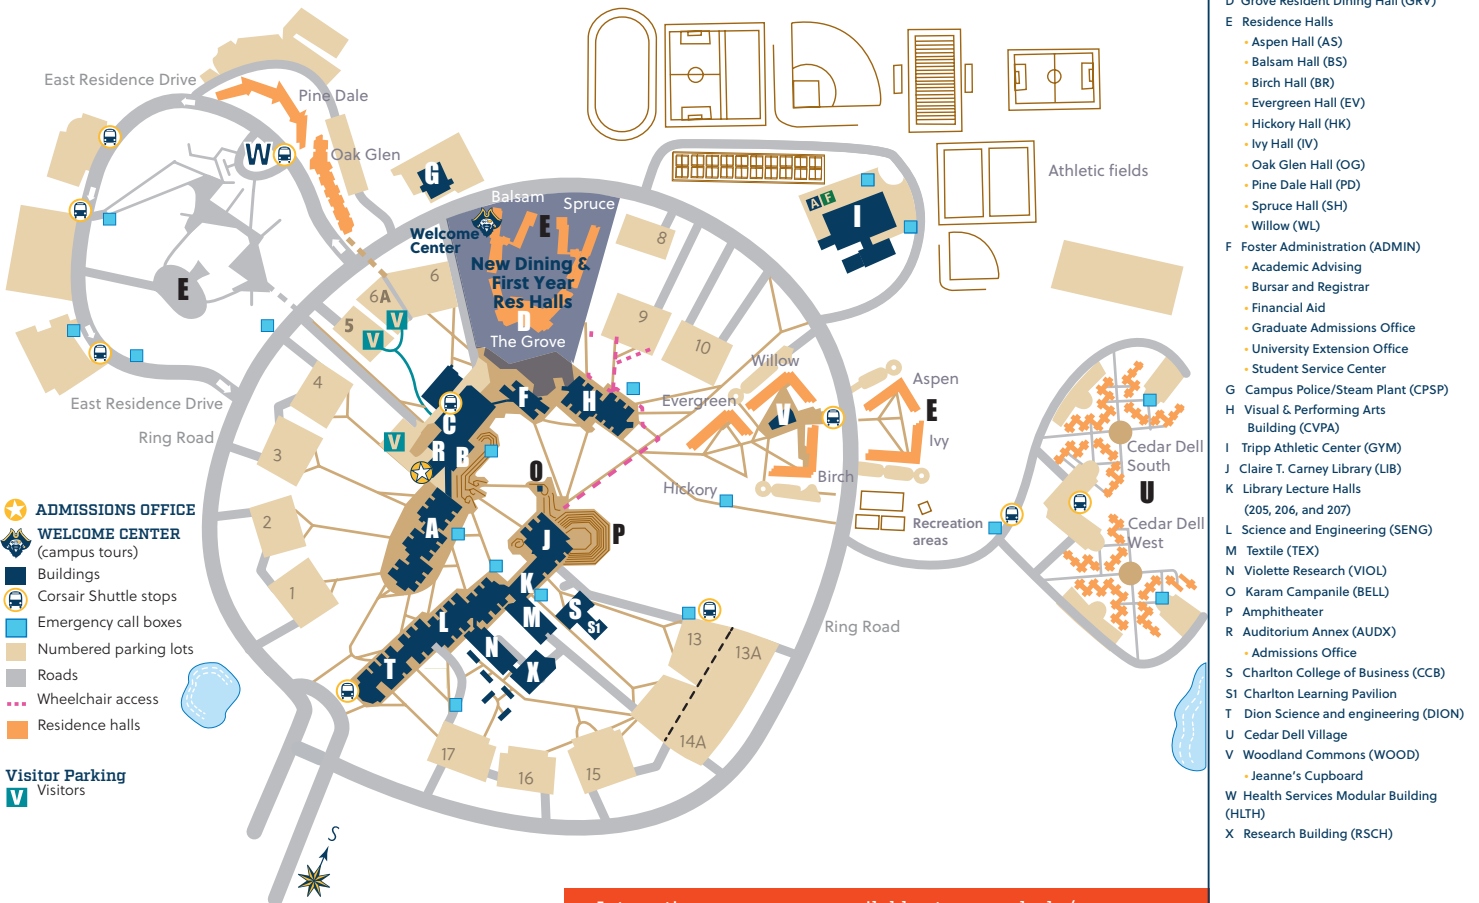 East Residence Drive
Pine Dale
W
Oak Glen
G
Balsam
Spruce
E
Welcome
Center
New Dining &
First Year
Res Halls
D
The Grove
8
A F
I
Athletic fields
E
6
6A
5
V
V
9
10
4
East Residence Drive
Ring Road
3
V
C
R
B
F
H
Willow
Evergreen
V
Aspen
E
Ivy
Birch
Hickory
O
P
Recreation
areas
Cedar Dell
South
U
Cedar Dell
West
2
A
J
K
1
L
M
S
S1
N
X
T
13
13A
14A
Ring Road
17
16
15
S
ADMISSIONS OFFICE
WELCOME CENTER
(campus tours)
Buildings
Corsair Shuttle stops
Emergency call boxes
Numbered parking lots
Roads
Wheelchair access
Residence halls
Visitor Parking
V Visitors
D Grove Resident Dining Hall (GRV)
E Residence Halls
• Aspen Hall (AS)
• Balsam Hall (BS)
• Birch Hall (BR)
• Evergreen Hall (EV)
• Hickory Hall (HK)
• Ivy Hall (IV)
• Oak Glen Hall (OG)
• Pine Dale Hall (PD)
• Spruce Hall (SH)
• Willow (WL)
F Foster Administration (ADMIN)
• Academic Advising
• Bursar and Registrar
• Financial Aid
• Graduate Admissions Office
• University Extension Office
• Student Service Center
G Campus Police/Steam Plant (CPSP)
H Visual & Performing Arts
Building (CVPA)
I Tripp Athletic Center (GYM)
J Claire T. Carney Library (LIB)
K Library Lecture Halls
(205, 206, and 207)
L Science and Engineering (SENG)
M Textile (TEX)
N Violette Research (VIOL)
O Karam Campanile (BELL)
P Amphitheater
R Auditorium Annex (AUDX)
• Admissions Office
S Charlton College of Business (CCB)
S1 Charlton Learning Pavilion
T Dion Science and engineering (DION)
U Cedar Dell Village
V Woodland Commons (WOOD)
• Jeanne's Cupboard
W Health Services Modular Building
(HLTH)
X Research Building (RSCH)